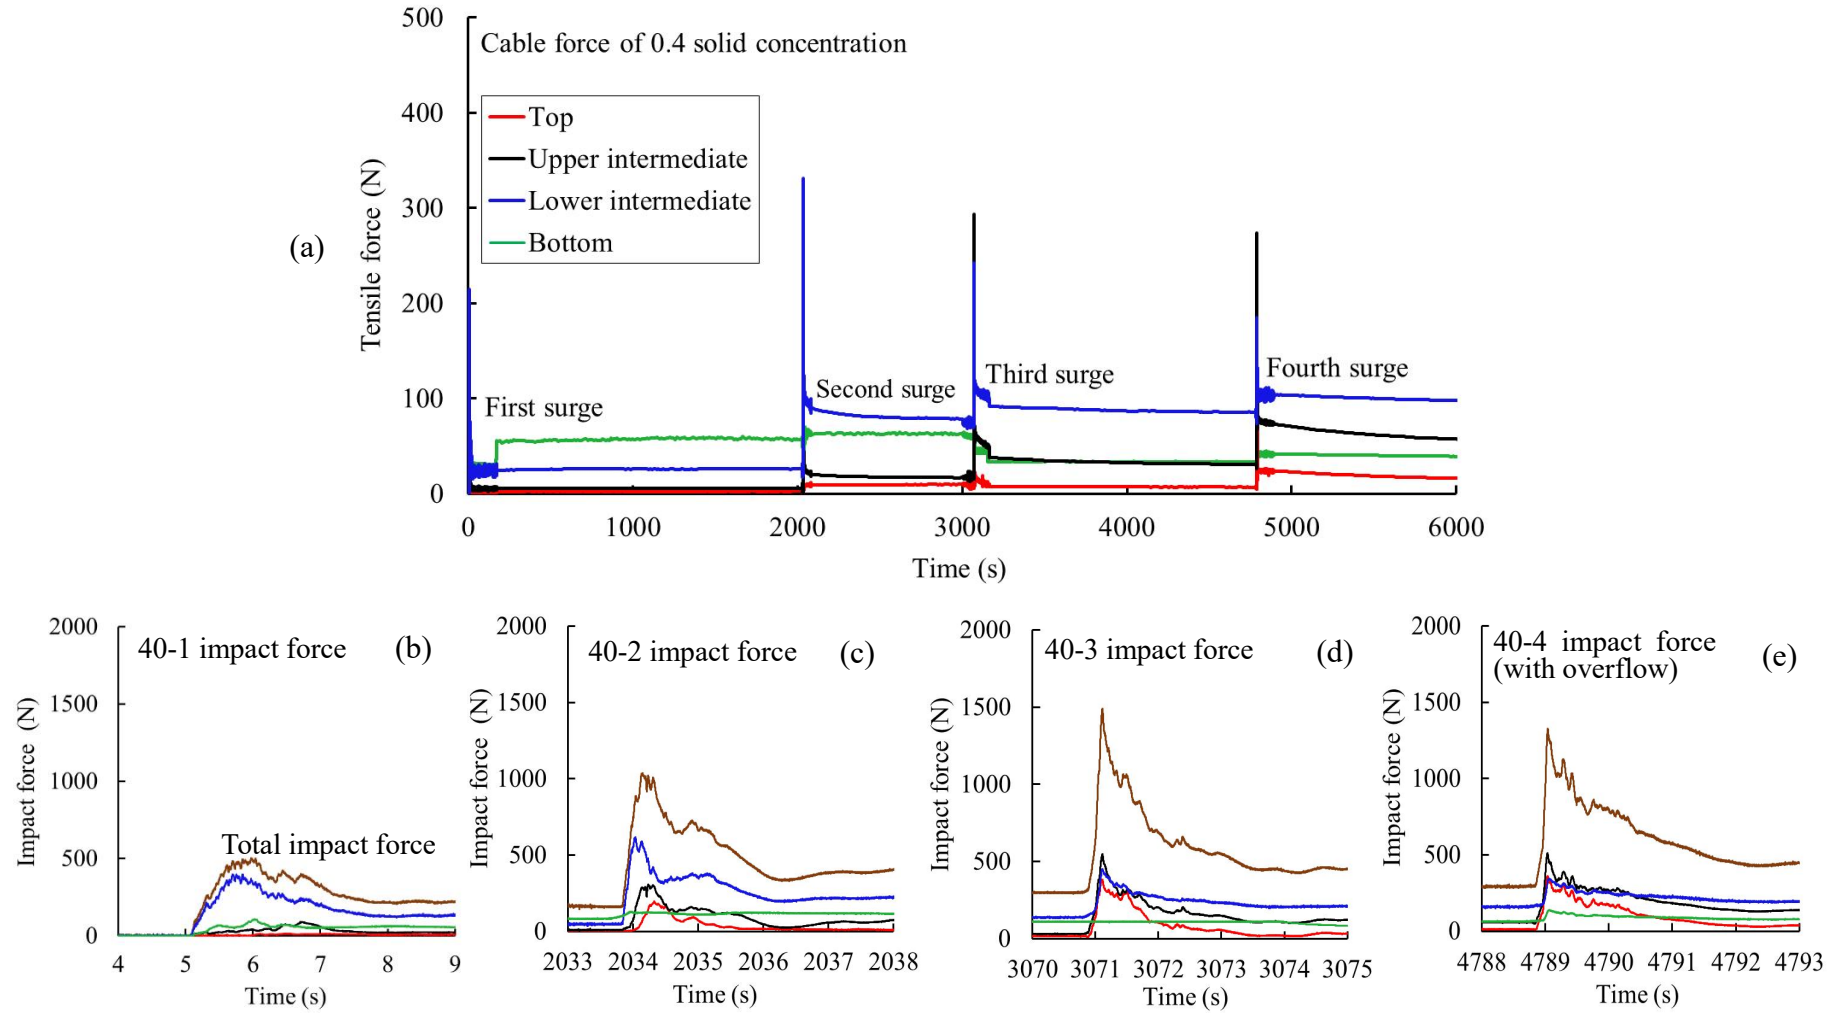 500
Cable force of 0.4 solid concentration
400
Top
Upper intermediate
Lower intermediate
Bottom
300
(a)
Tensile force (N)
200
100
First surge
Second surge
Third surge
Fourth surge
0
0 1000 2000 3000 4000 5000 6000
Time (s)
2000
40-1 impact force
(b)
1500
1000
Impact force (N)
Total impact force
500
0
4 5 6 7 8 9
Time (s)
2000
40-2 impact force
(c)
1500
1000
Impact force (N)
500
0
2033 2034 2035 2036 2037 2038
Time (s)
2000
40-3 impact force
(d)
1500
1000
Impact force (N)
500
0
3070 3071 3072 3073 3074 3075
Time (s)
2000
40-4 impact force
(with overflow)
(e)
1500
1000
Impact force (N)
500
0
4788 4789 4790 4791 4792 4793
Time (s)